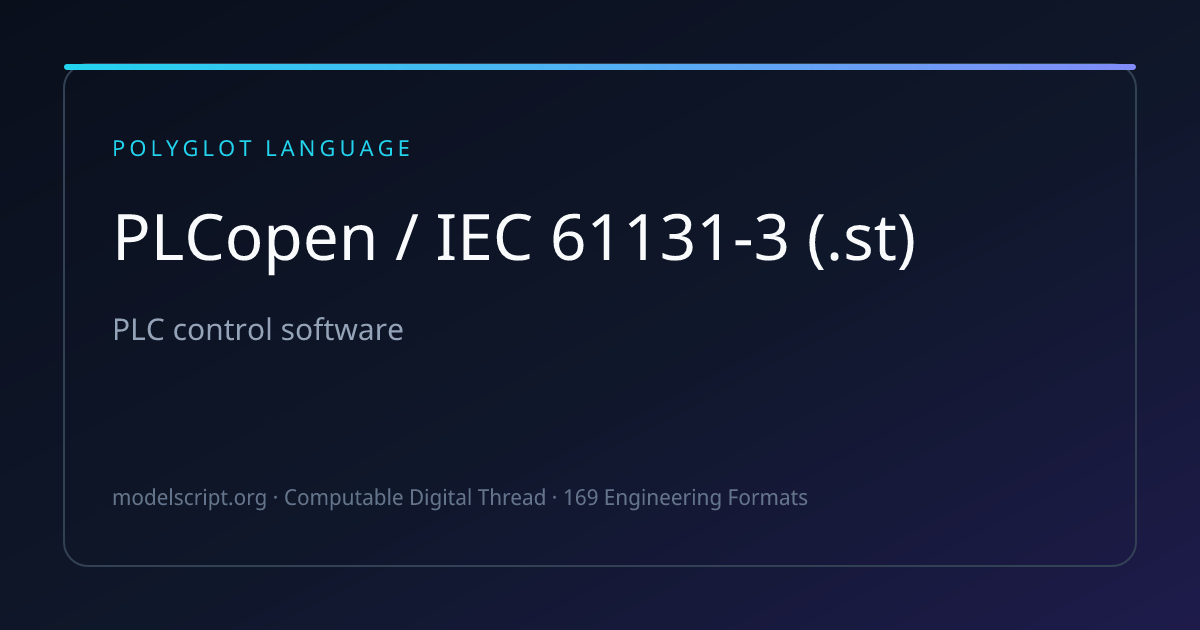 POLYGLOT LANGUAGE
PLCopen / IEC 61131-3 (.st)
PLC control software
modelscript.org · Computable Digital Thread · 169 Engineering Formats